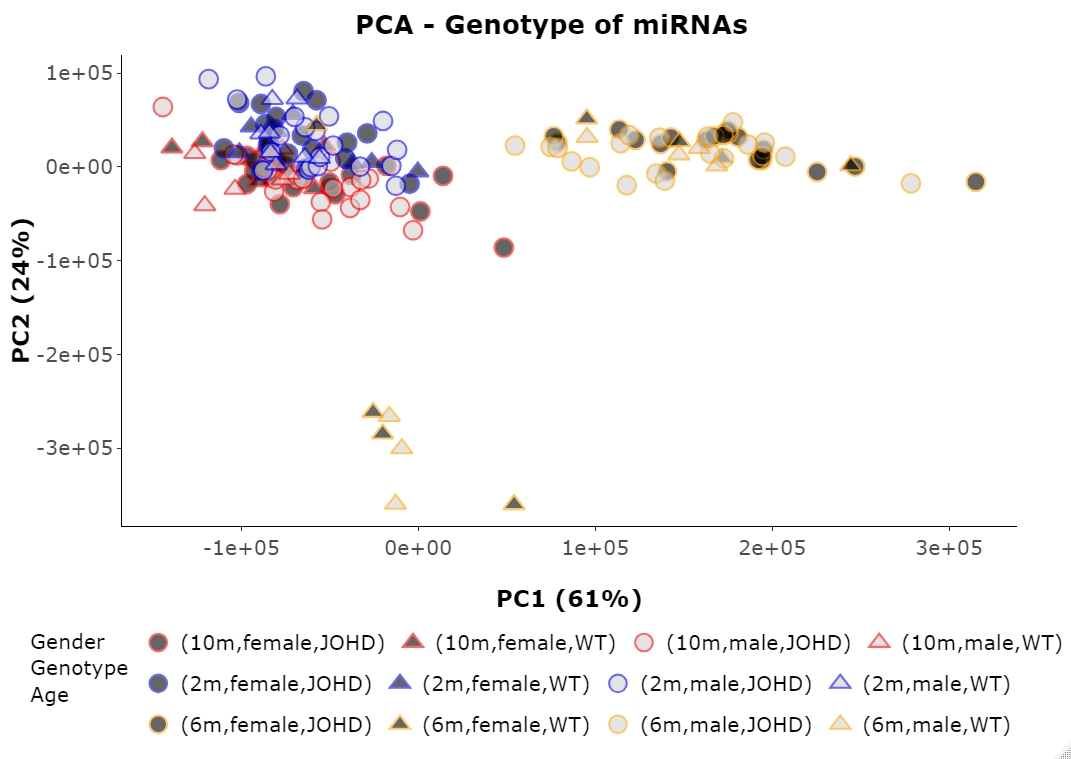 PCA - Genotype of miRNAs
1e+05
0e+00
-1e+05
-2e+05
-3e+05
PC2 (24%)
-1e+05 0e+00 1e+05 2e+05 3e+05
PC1 (61%)
Gender
Genotype
Age
(10m,female,JOHD) (10m,female,WT) (10m,male,JOHD) (10m,male,WT)
(2m,female,JOHD) (2m,female,WT) (2m,male,JOHD) (2m,male,WT)
(6m,female,JOHD) (6m,female,WT) (6m,male,JOHD) (6m,male,WT)